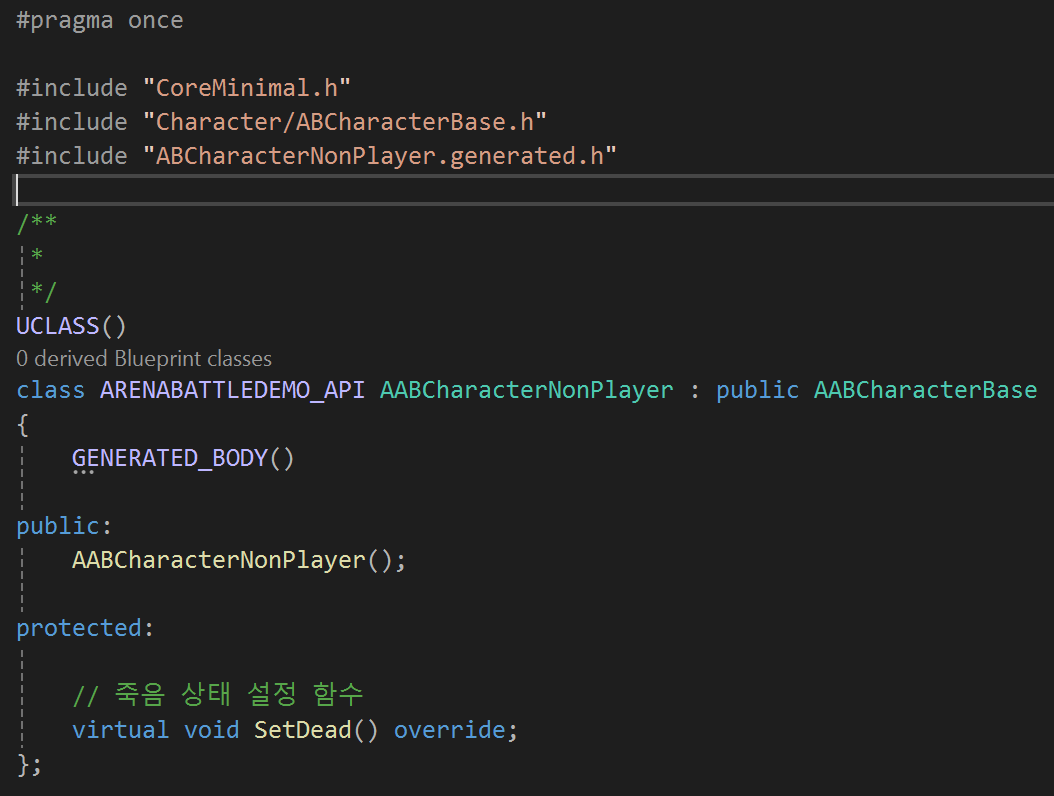 #pragma once
#include "CoreMinimal.h"
#include "Character/ABCharacterBase.h"
#include "ABCharacterNonPlayer.generated.h"
/**
 *
 */
UCLASS()
0 derived Blueprint classes
class ARENABATTLEDEMO_API AABCharacterNonPlayer : public AABCharacterBase
{
    GENERATED_BODY()
public:
    AABCharacterNonPlayer();
protected:
    // 죽음 상태 설정 함수
    virtual void SetDead() override;
};